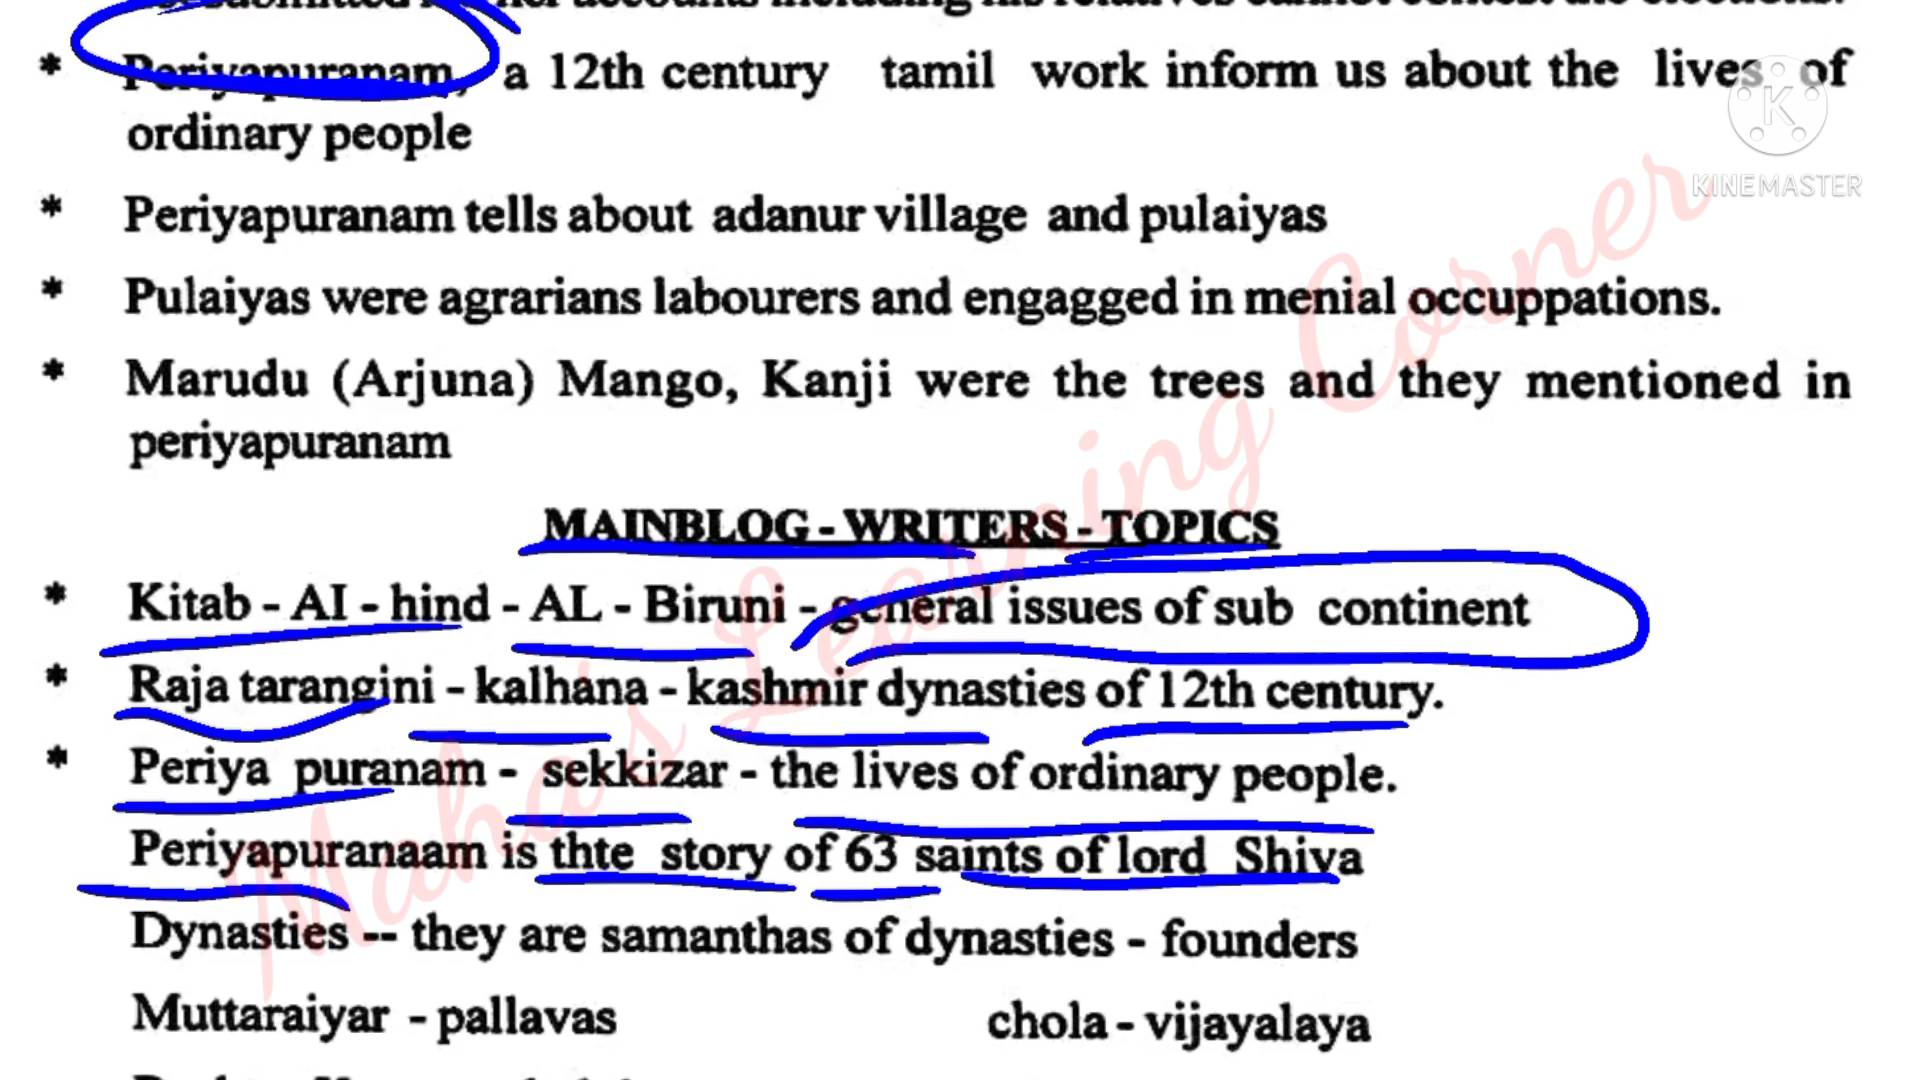 * Periyapuranam, a 12th century tamil work inform us about the lives of
ordinary people
* Periyapuranam tells about adanur village and pulaiyas
* Pulaiyas were agrarians labourers and engagged in menial occuppations.
* Marudu (Arjuna) Mango, Kanji were the trees and they mentioned in
periyapuranam
MAINBLOG - WRITERS - TOPICS
* Kitab - AI - hind - AL - Biruni - general issues of sub continent
* Raja tarangini - kalhana - kashmir dynasties of 12th century.
* Periya puranam - sekkizar - the lives of ordinary people.
Periyapuranaam is thte story of 63 saints of lord Shiva
Dynasties -- they are samanthas of dynasties - founders
Muttaraiyar - pallavas chola - vijayalaya
K
KINEMASTER
Maha's Learning Corner